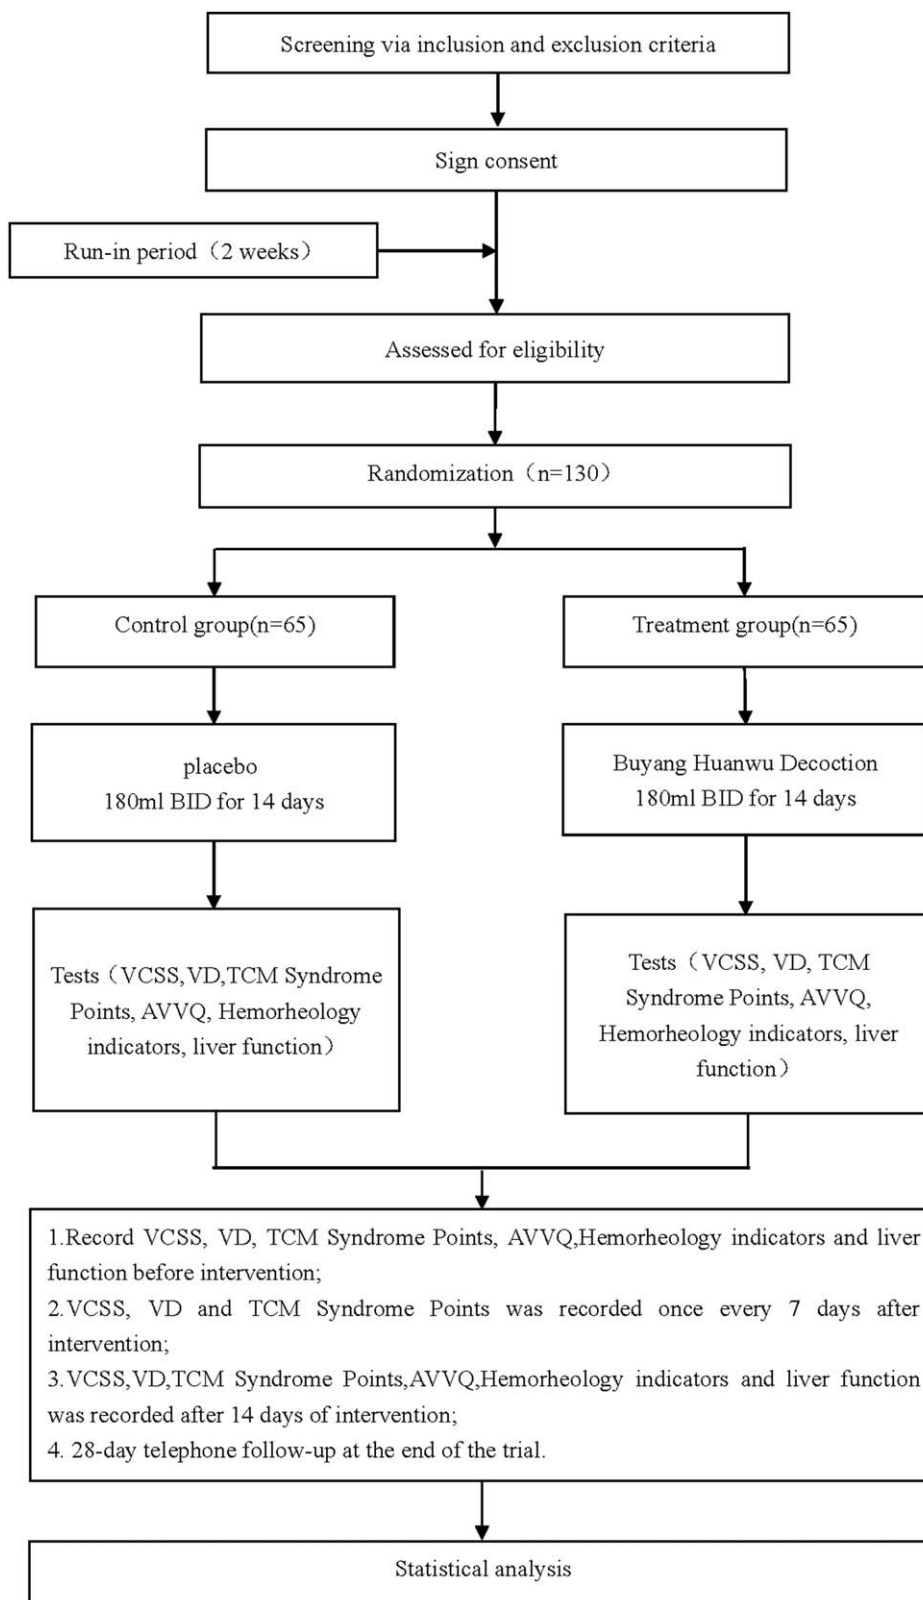 Screening via inclusion and exclusion criteria
Sign consent
Run-in period（2 weeks）
Assessed for eligibility
Randomization（n=130）
Control group(n=65)
Treatment group(n=65)
placebo
180ml BID for 14 days
Buyang Huanwu Decoction
180ml BID for 14 days
Tests（VCSS,VD,TCM Syndrome
Points, AVVQ, Hemorheology
indicators, liver function）
Tests（VCSS, VD, TCM
Syndrome Points, AVVQ,
Hemorheology indicators, liver
function）
1.Record VCSS, VD, TCM Syndrome Points, AVVQ,Hemorheology indicators and liver
function before intervention;
2.VCSS, VD and TCM Syndrome Points was recorded once every 7 days after
intervention;
3.VCSS,VD,TCM Syndrome Points,AVVQ,Hemorheology indicators and liver function
was recorded after 14 days of intervention;
4. 28-day telephone follow-up at the end of the trial.
Statistical analysis